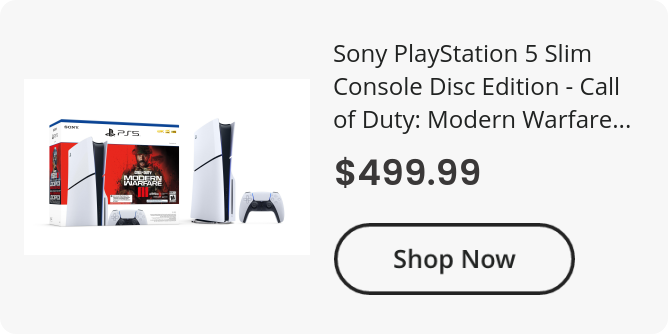 Sony PlayStation 5 Slim
Console Disc Edition - Call
of Duty: Modern Warfare...
$499.99
Shop Now
SONY
PS5
CALL OF DUTY
MODERN
WARFARE
III